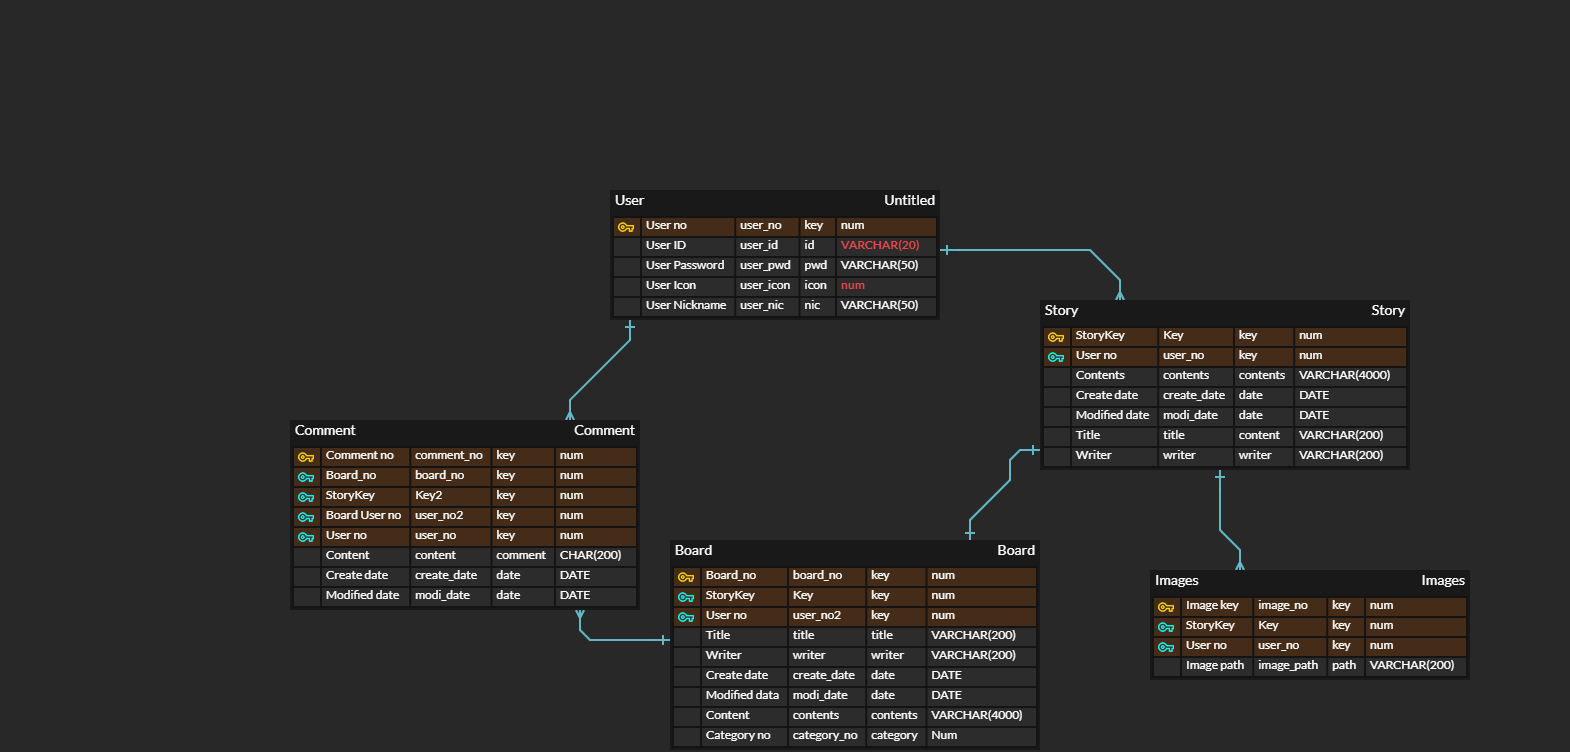 User Untitled
User no user_no key num
User ID user_id id VARCHAR(20)
User Password user_pwd pwd VARCHAR(50)
User Icon user_icon icon num
User Nickname user_nic nic VARCHAR(50)
Story Story
StoryKey Key key num
User no user_no key num
Contents contents contents VARCHAR(4000)
Create date create_date date DATE
Modified date modi_date date DATE
Title title content VARCHAR(200)
Writer writer writer VARCHAR(200)
Comment Comment
Comment no comment_no key num
Board_no board_no key num
StoryKey Key2 key num
Board User no user_no2 key num
User no user_no key num
Content content comment CHAR(200)
Create date create_date date DATE
Modified date modi_date date DATE
Board Board
Board_no board_no key num
StoryKey Key key num
User no user_no2 key num
Title title title VARCHAR(200)
Writer writer writer VARCHAR(200)
Create date create_date date DATE
Modified data modi_date date DATE
Content contents contents VARCHAR(4000)
Category no category_no category Num
Images Images
Image key image_no key num
StoryKey Key key num
User no user_no key num
Image path image_path path VARCHAR(200)